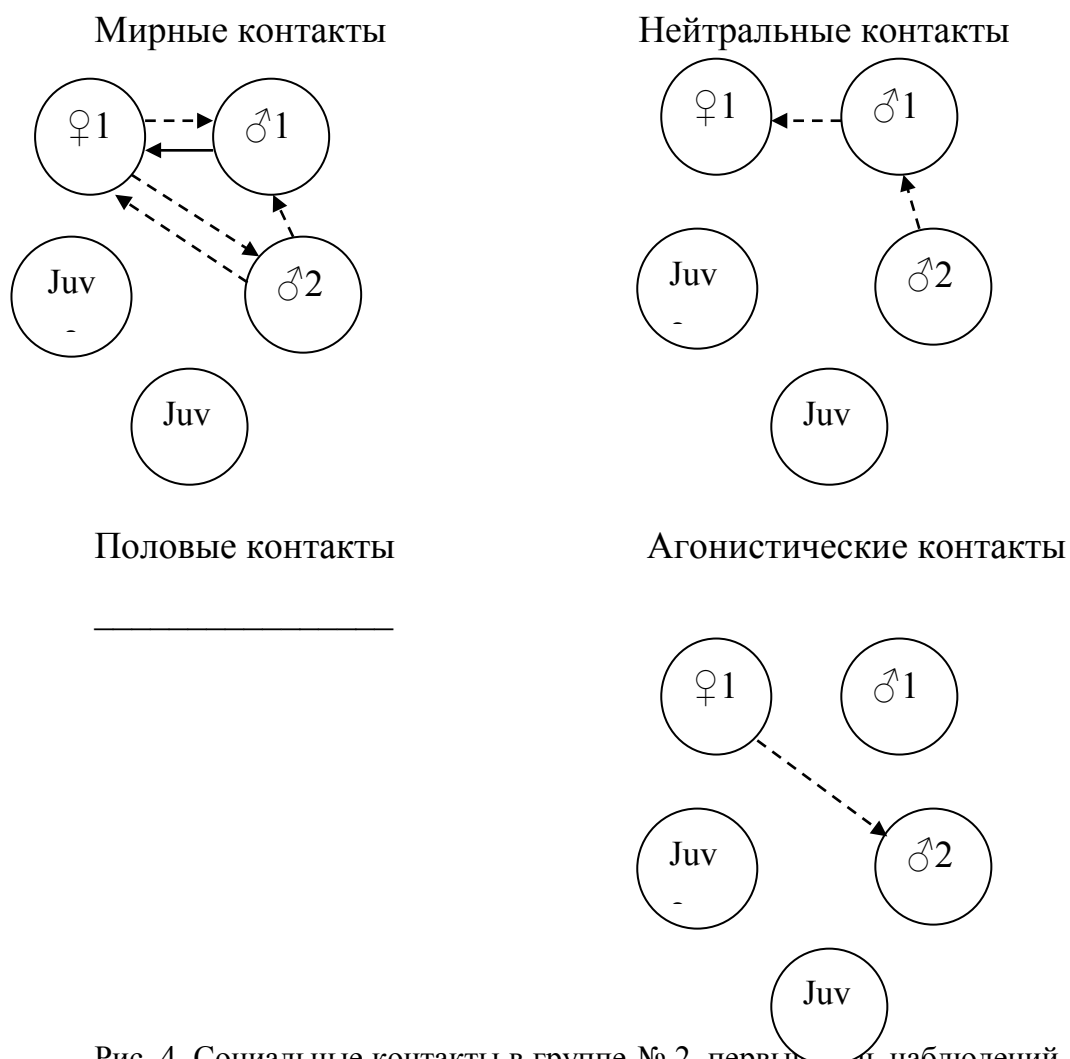 Мирные контакты
Нейтральные контакты
♀1
♂1
♂2
Juv
Juv
♀1
♂1
♂2
Juv
Juv
Половые контакты
Агонистические контакты
♀1
♂1
♂2
Juv
Juv
Рис. 4. Социальные контакты в группе № 2, наблюдений